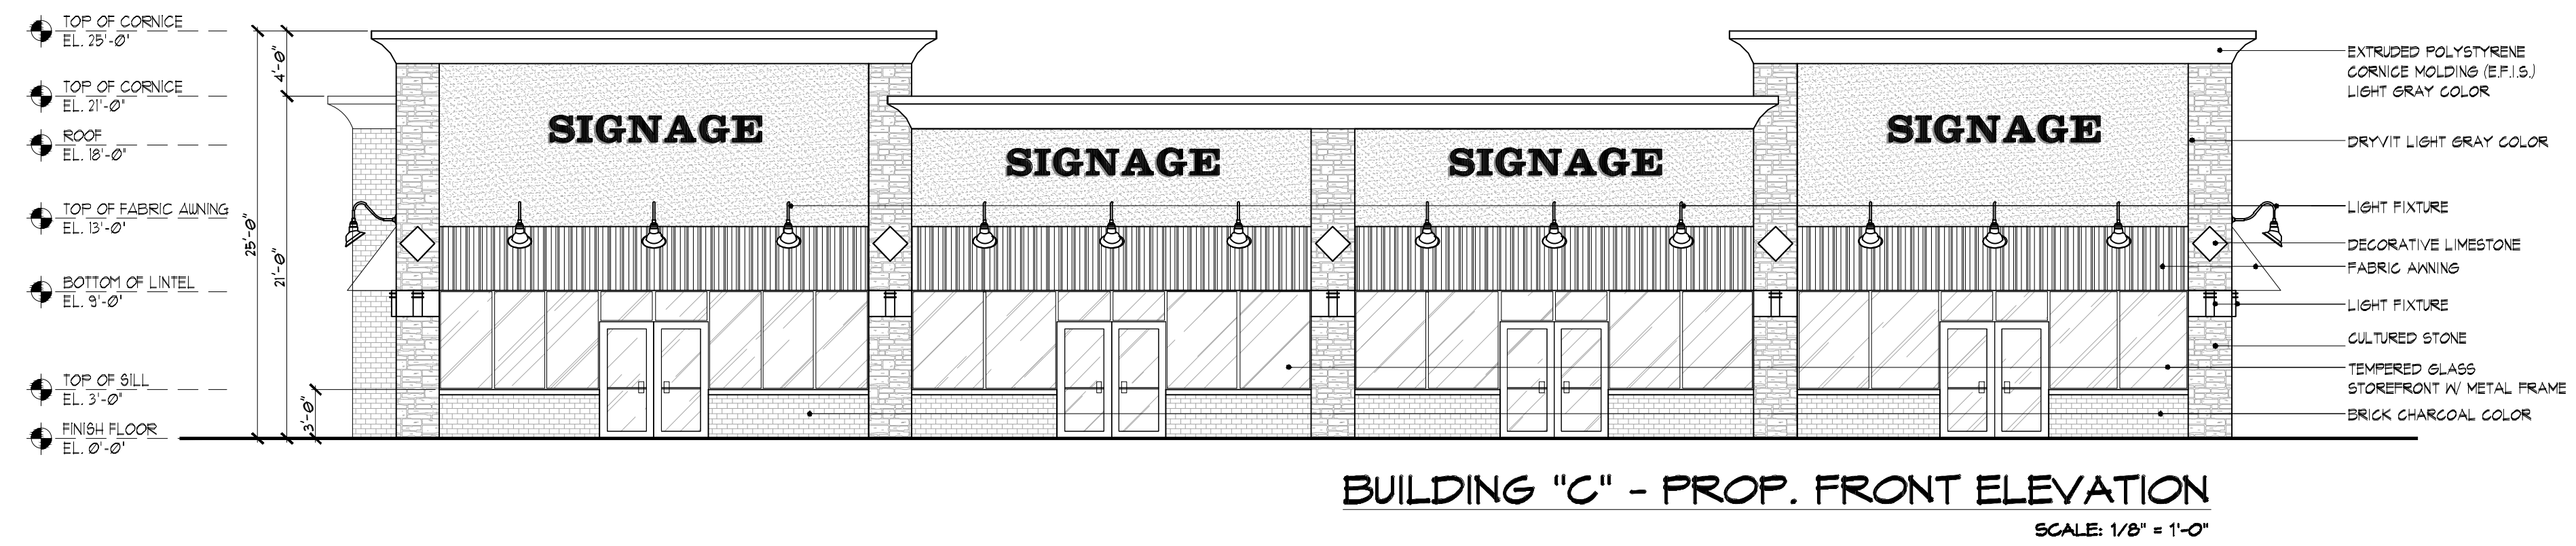 TOP OF CORNICE
EL. 25'-0"
TOP OF CORNICE
EL. 21'-0"
ROOF
EL. 18'-0"
TOP OF FABRIC AWNING
EL. 13'-0"
BOTTOM OF LINTEL
EL. 9'-0"
TOP OF SILL
EL. 3'-0"
FINISH FLOOR
EL. 0'-0"
25'-0"
4'-0"
21'-0"
3'-0"
SIGNAGE
SIGNAGE
SIGNAGE
SIGNAGE
EXTRUDED POLYSTYRENE
CORNICE MOLDING (E.F.I.S.)
LIGHT GRAY COLOR
DRYVIT LIGHT GRAY COLOR
LIGHT FIXTURE
DECORATIVE LIMESTONE
FABRIC AWNING
LIGHT FIXTURE
CULTURED STONE
TEMPERED GLASS
STOREFRONT W/ METAL FRAME
BRICK CHARCOAL COLOR
BUILDING "C" - PROP. FRONT ELEVATION
SCALE: 1/8" = 1'-0"